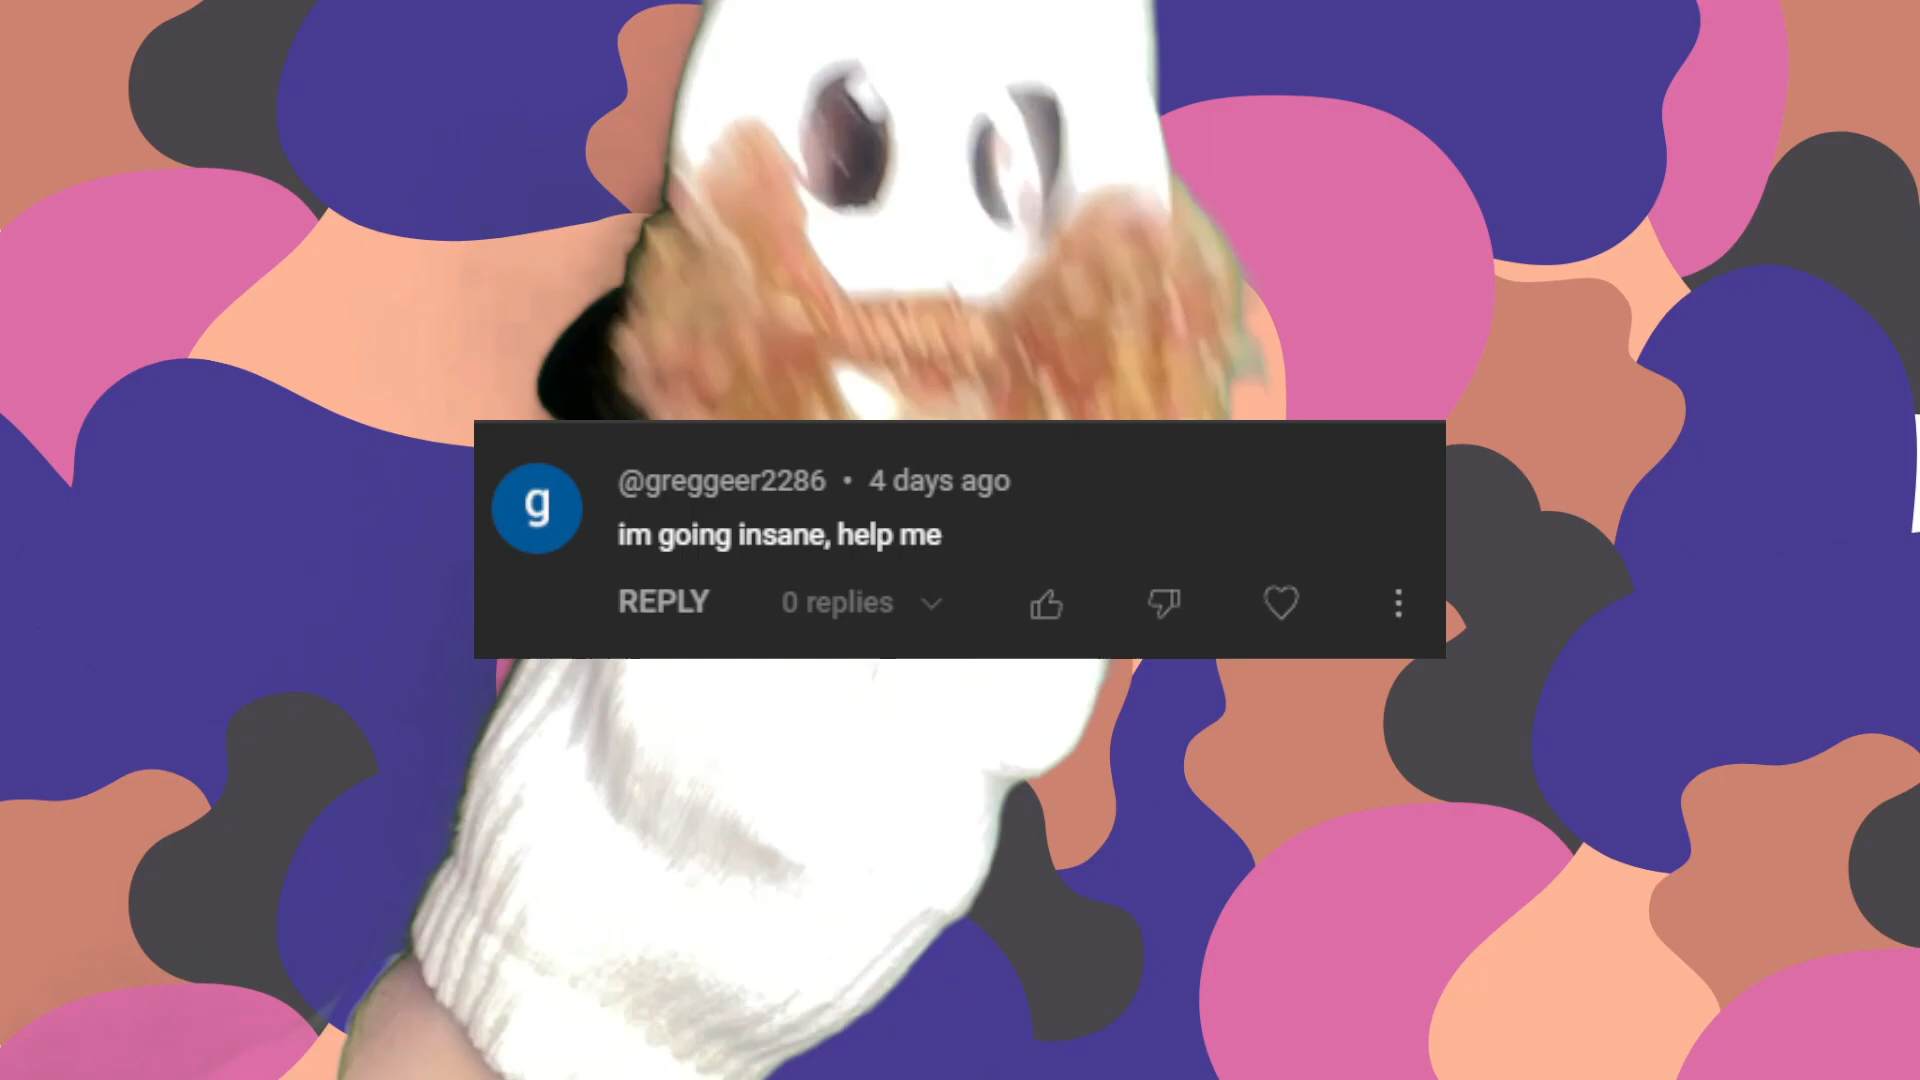 g
@greggeer2286 • 4 days ago
im going insane, help me
REPLY 0 replies